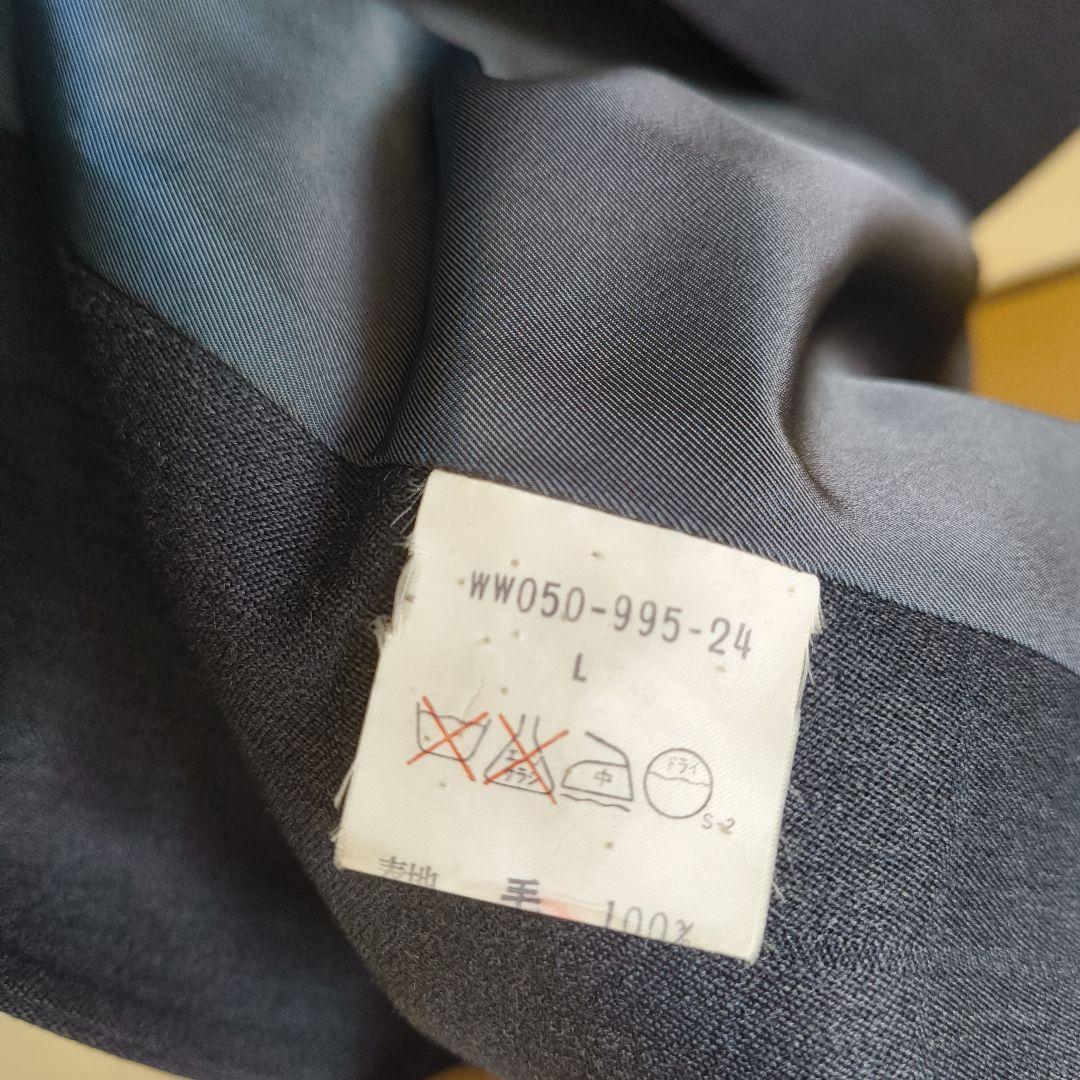 WW050-995-24
L
エンソ サラシ 中 ドライ
S-2
表地 毛 100%